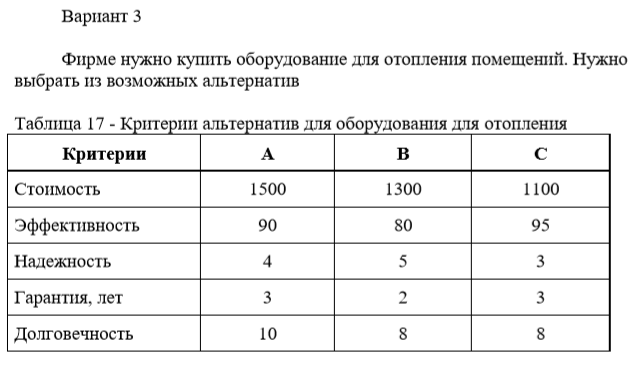 Вариант 3
Фирме нужно купить оборудование для отопления помещений. Нужно
выбрать из возможных альтернатив
Таблица 17 - Критерии альтернатив для оборудования для отопления
Критерии A B C
Стоимость 1500 1300 1100
Эффективность 90 80 95
Надежность 4 5 3
Гарантия, лет 3 2 3
Долговечность 10 8 8